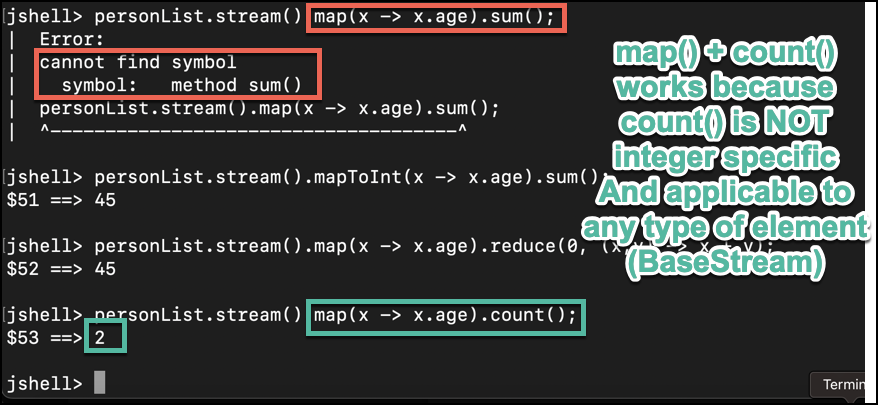 [jshell> personList.stream() map(x -> x.age).sum();
| Error:
| cannot find symbol
| symbol: method sum()
| personList.stream().map(x -> x.age).sum();
| ^-----------------------------------------^
[jshell> personList.stream().mapToInt(x -> x.age).sum();
$51 ==> 45
[jshell> personList.stream().map(x -> x.age).reduce(0, (x,y) -> x + y);
$52 ==> 45
[jshell> personList.stream() map(x -> x.age).count();
$53 ==> 2
jshell>
map() + count()
works because
count() is NOT
integer specific
And applicable to
any type of element
(BaseStream)
Termin